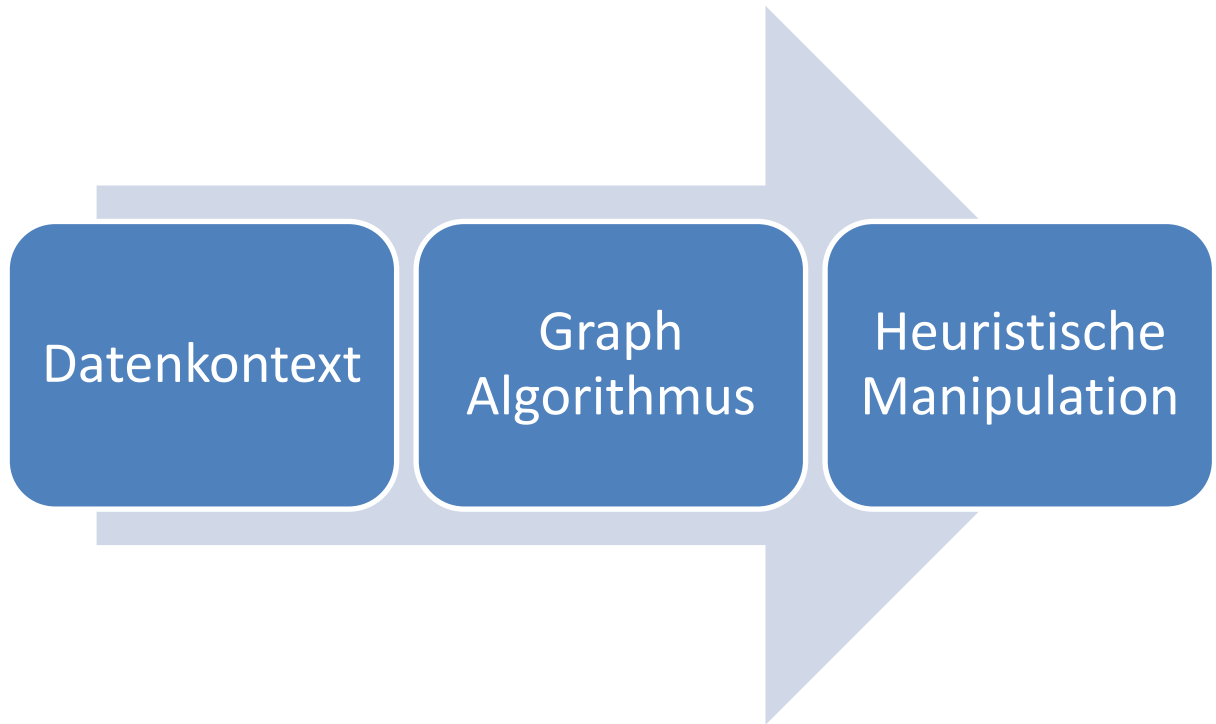 Datenkontext
Graph
Algorithmus
Heuristische
Manipulation